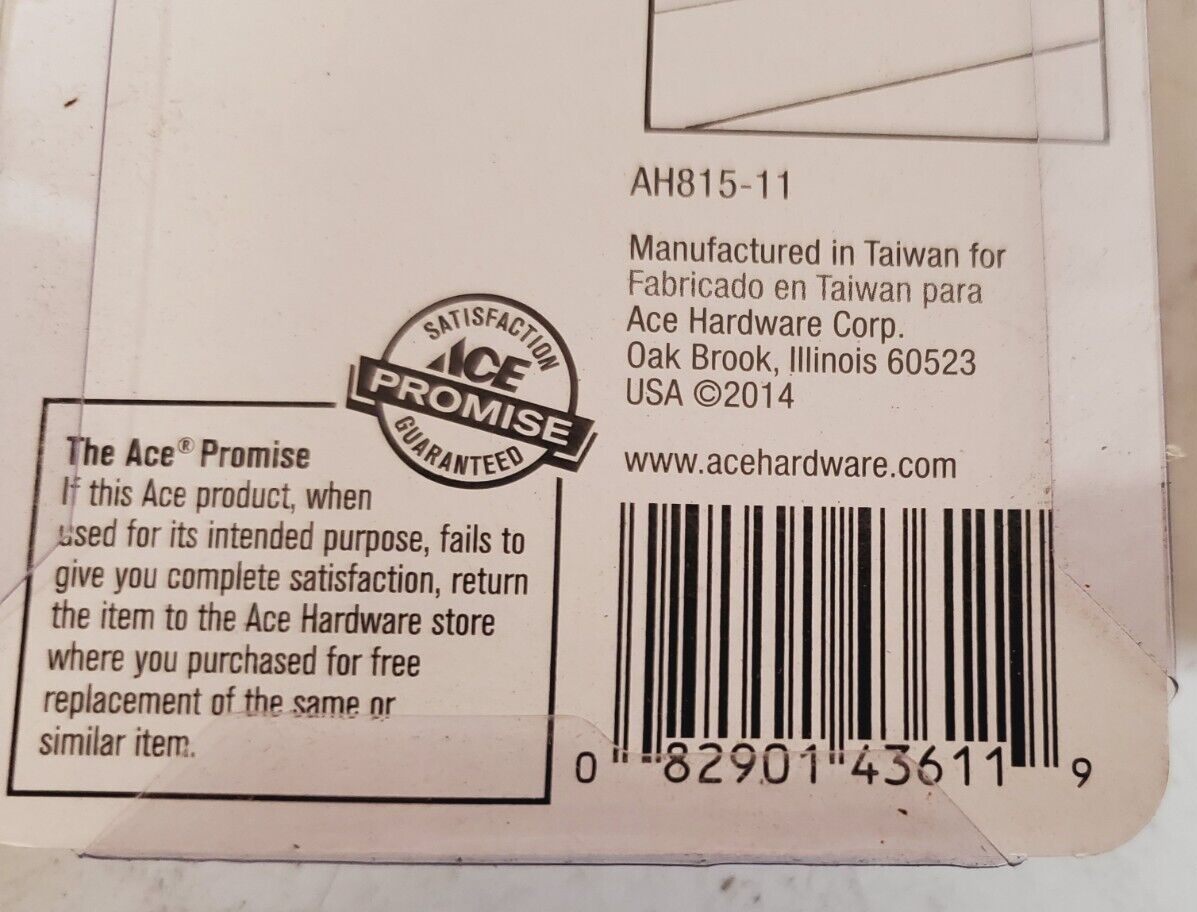 AH815-11
Manufactured in Taiwan for
Fabricado en Taiwan para
Ace Hardware Corp.
Oak Brook, Illinois 60523
USA ©2014
www.acehardware.com
SATISFACTION
ACE
PROMISE
GUARANTEED
The Ace® Promise
If this Ace product, when
used for its intended purpose, fails to
give you complete satisfaction, return
the item to the Ace Hardware store
where you purchased for free
replacement of the same or
similar item.
0 82901 43611 9